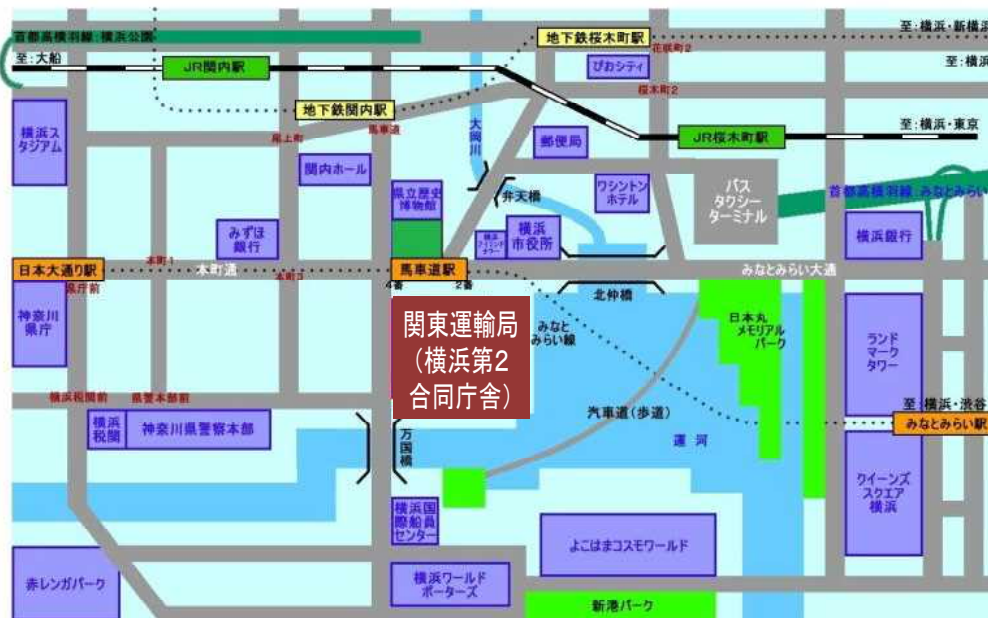 首都高横羽線:横浜公園
至:大船
JR関内駅
地下鉄桜木町駅
花咲町2
至:横浜・新横浜
ぴおシティ
至:横浜
地下鉄関内駅
桜木町2
尾上町
馬車道
大岡川
郵便局
JR桜木町駅
至:横浜・東京
横浜ス
タジアム
関内ホール
県立歴史
博物館
弁天橋
ワシントン
ホテル
バス
タクシー
ターミナル
首都高横羽線:みなとみらい
みずほ
銀行
横浜
市役所
横浜銀行
日本大通り駅
県庁前
本町1
本町通
本町3
馬車道駅
4番
2番
みなとみらい大通
神奈川
県庁
関東運輸局
(横浜第2
合同庁舎)
みなと
みらい線
北仲橋
日本丸
メモリアル
パーク
ランド
マーク
タワー
横浜税関前
県警本部前
横浜
税関
神奈川県警察本部
万国橋
汽車道(歩道)
運河
至:横浜・渋谷
みなとみらい駅
クイーンズ
スクエア
横浜
横浜国
際船員
センター
よこはまコスモワールド
赤レンガパーク
横浜ワールド
ポーターズ
新港パーク